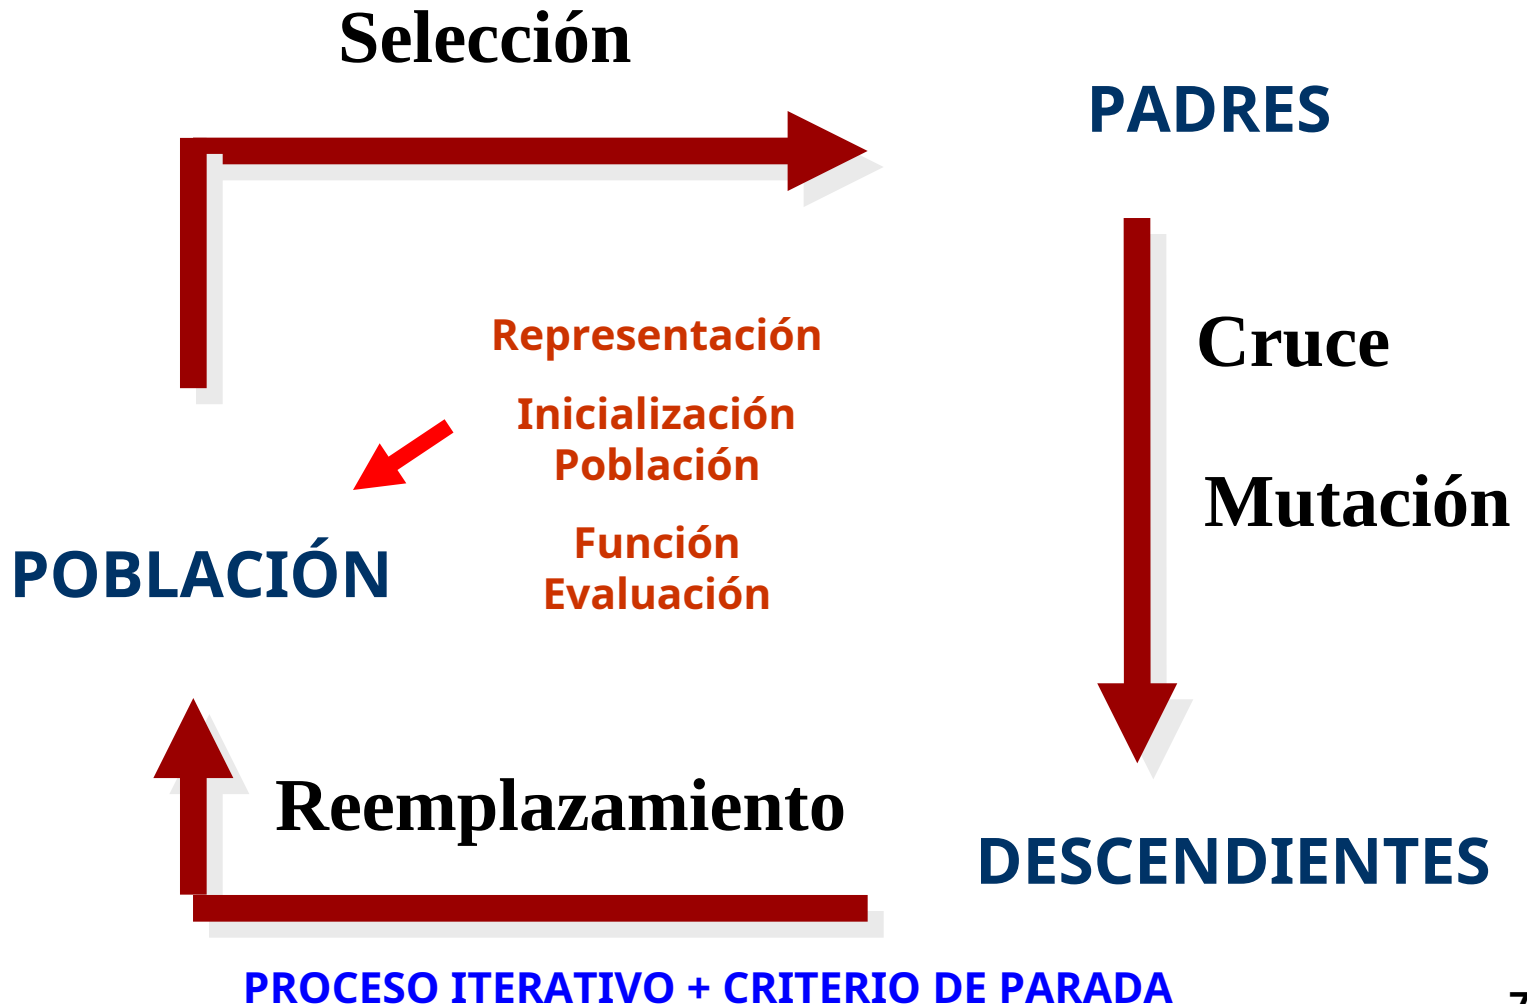 Selección
PADRES
Representación
Cruce
Inicialización
Población
Mutación
Función
POBLACIÓN
Evaluación
Reemplazamiento
DESCENDIENTES
PROCESO ITERATIVO + CRITERIO DE PARADA